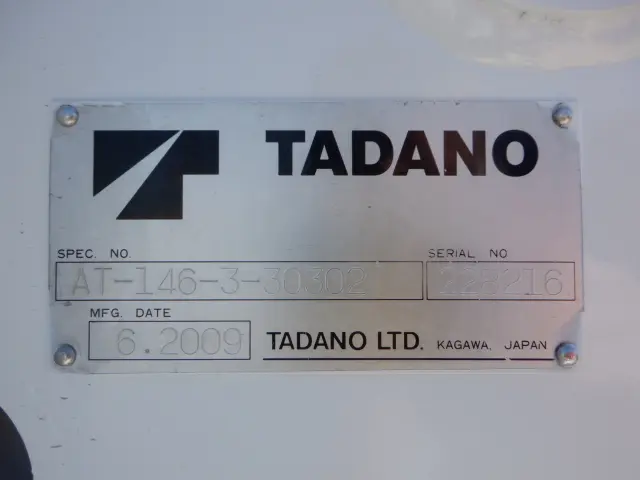 TADANO
SPEC. NO.
SERIAL NO
AT-146-3-30302
MFG. DATE
6.2009
TADANO LTD. KAGAWA, JAPAN